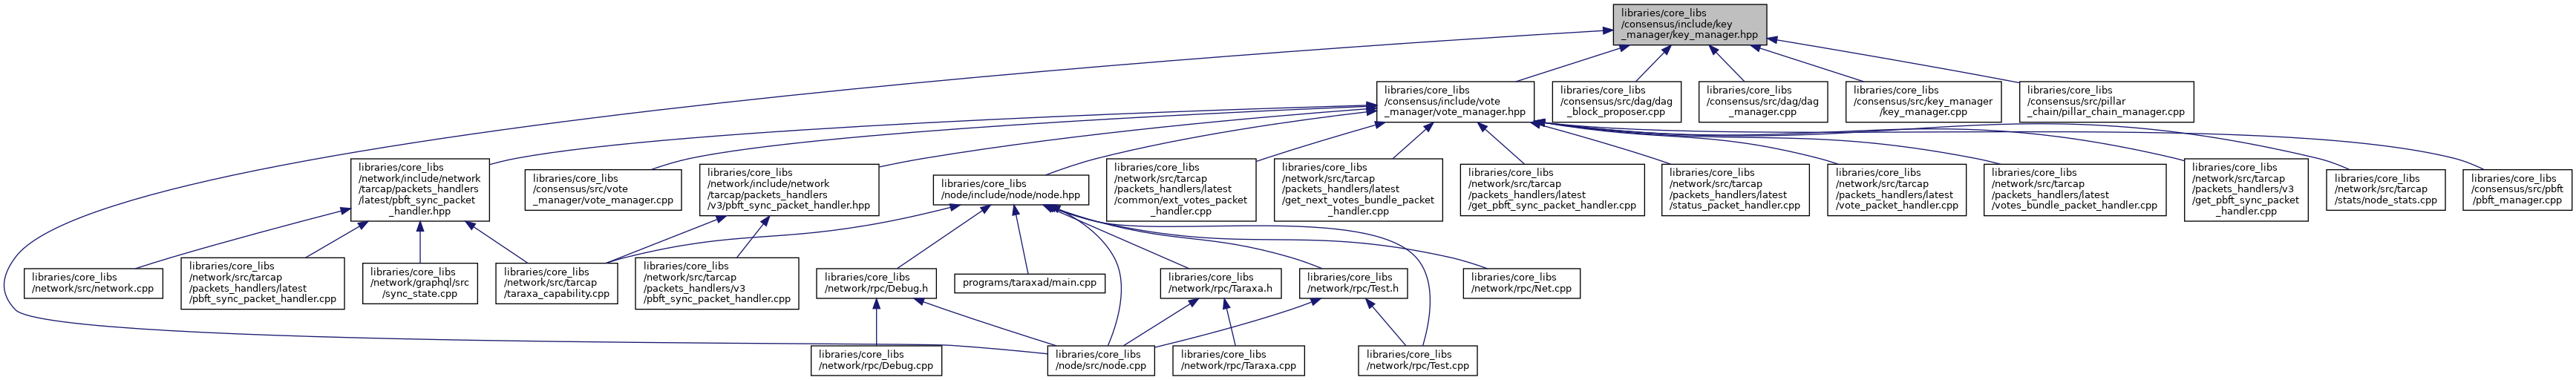 libraries/core_libs
/consensus/include/key
_manager/key_manager.hpp
libraries/core_libs
/consensus/include/vote
_manager/vote_manager.hpp
libraries/core_libs
/consensus/src/dag/dag
_block_proposer.cpp
libraries/core_libs
/consensus/src/dag/dag
_manager.cpp
libraries/core_libs
/consensus/src/key_manager
/key_manager.cpp
libraries/core_libs
/consensus/src/pillar
_chain/pillar_chain_manager.cpp
libraries/core_libs
/network/include/network
/tarcap/packets_handlers
/latest/pbft_sync_packet
_handler.hpp
libraries/core_libs
/consensus/src/vote
_manager/vote_manager.cpp
libraries/core_libs
/network/include/network
/tarcap/packets_handlers
/v3/pbft_sync_packet_handler.hpp
libraries/core_libs
/node/include/node/node.hpp
libraries/core_libs
/network/src/tarcap
/packets_handlers/latest
/common/ext_votes_packet
_handler.cpp
libraries/core_libs
/network/src/tarcap
/packets_handlers/latest
/get_next_votes_bundle_packet
_handler.cpp
libraries/core_libs
/network/src/tarcap
/packets_handlers/latest
/get_pbft_sync_packet_handler.cpp
libraries/core_libs
/network/src/tarcap
/packets_handlers/latest
/status_packet_handler.cpp
libraries/core_libs
/network/src/tarcap
/packets_handlers/latest
/vote_packet_handler.cpp
libraries/core_libs
/network/src/tarcap
/packets_handlers/latest
/votes_bundle_packet_handler.cpp
libraries/core_libs
/network/src/tarcap
/packets_handlers/v3
/get_pbft_sync_packet
_handler.cpp
libraries/core_libs
/network/src/tarcap
/stats/node_stats.cpp
libraries/core_libs
/consensus/src/pbft
/pbft_manager.cpp
libraries/core_libs
/network/src/network.cpp
libraries/core_libs
/network/src/tarcap
/packets_handlers/latest
/pbft_sync_packet_handler.cpp
libraries/core_libs
/network/graphql/src
/sync_state.cpp
libraries/core_libs
/network/src/tarcap
/taraxa_capability.cpp
libraries/core_libs
/network/src/tarcap
/packets_handlers/v3
/pbft_sync_packet_handler.cpp
libraries/core_libs
/network/rpc/Debug.h
programs/taraxad/main.cpp
libraries/core_libs
/network/rpc/Taraxa.h
libraries/core_libs
/network/rpc/Test.h
libraries/core_libs
/network/rpc/Net.cpp
libraries/core_libs
/network/rpc/Debug.cpp
libraries/core_libs
/node/src/node.cpp
libraries/core_libs
/network/rpc/Taraxa.cpp
libraries/core_libs
/network/rpc/Test.cpp